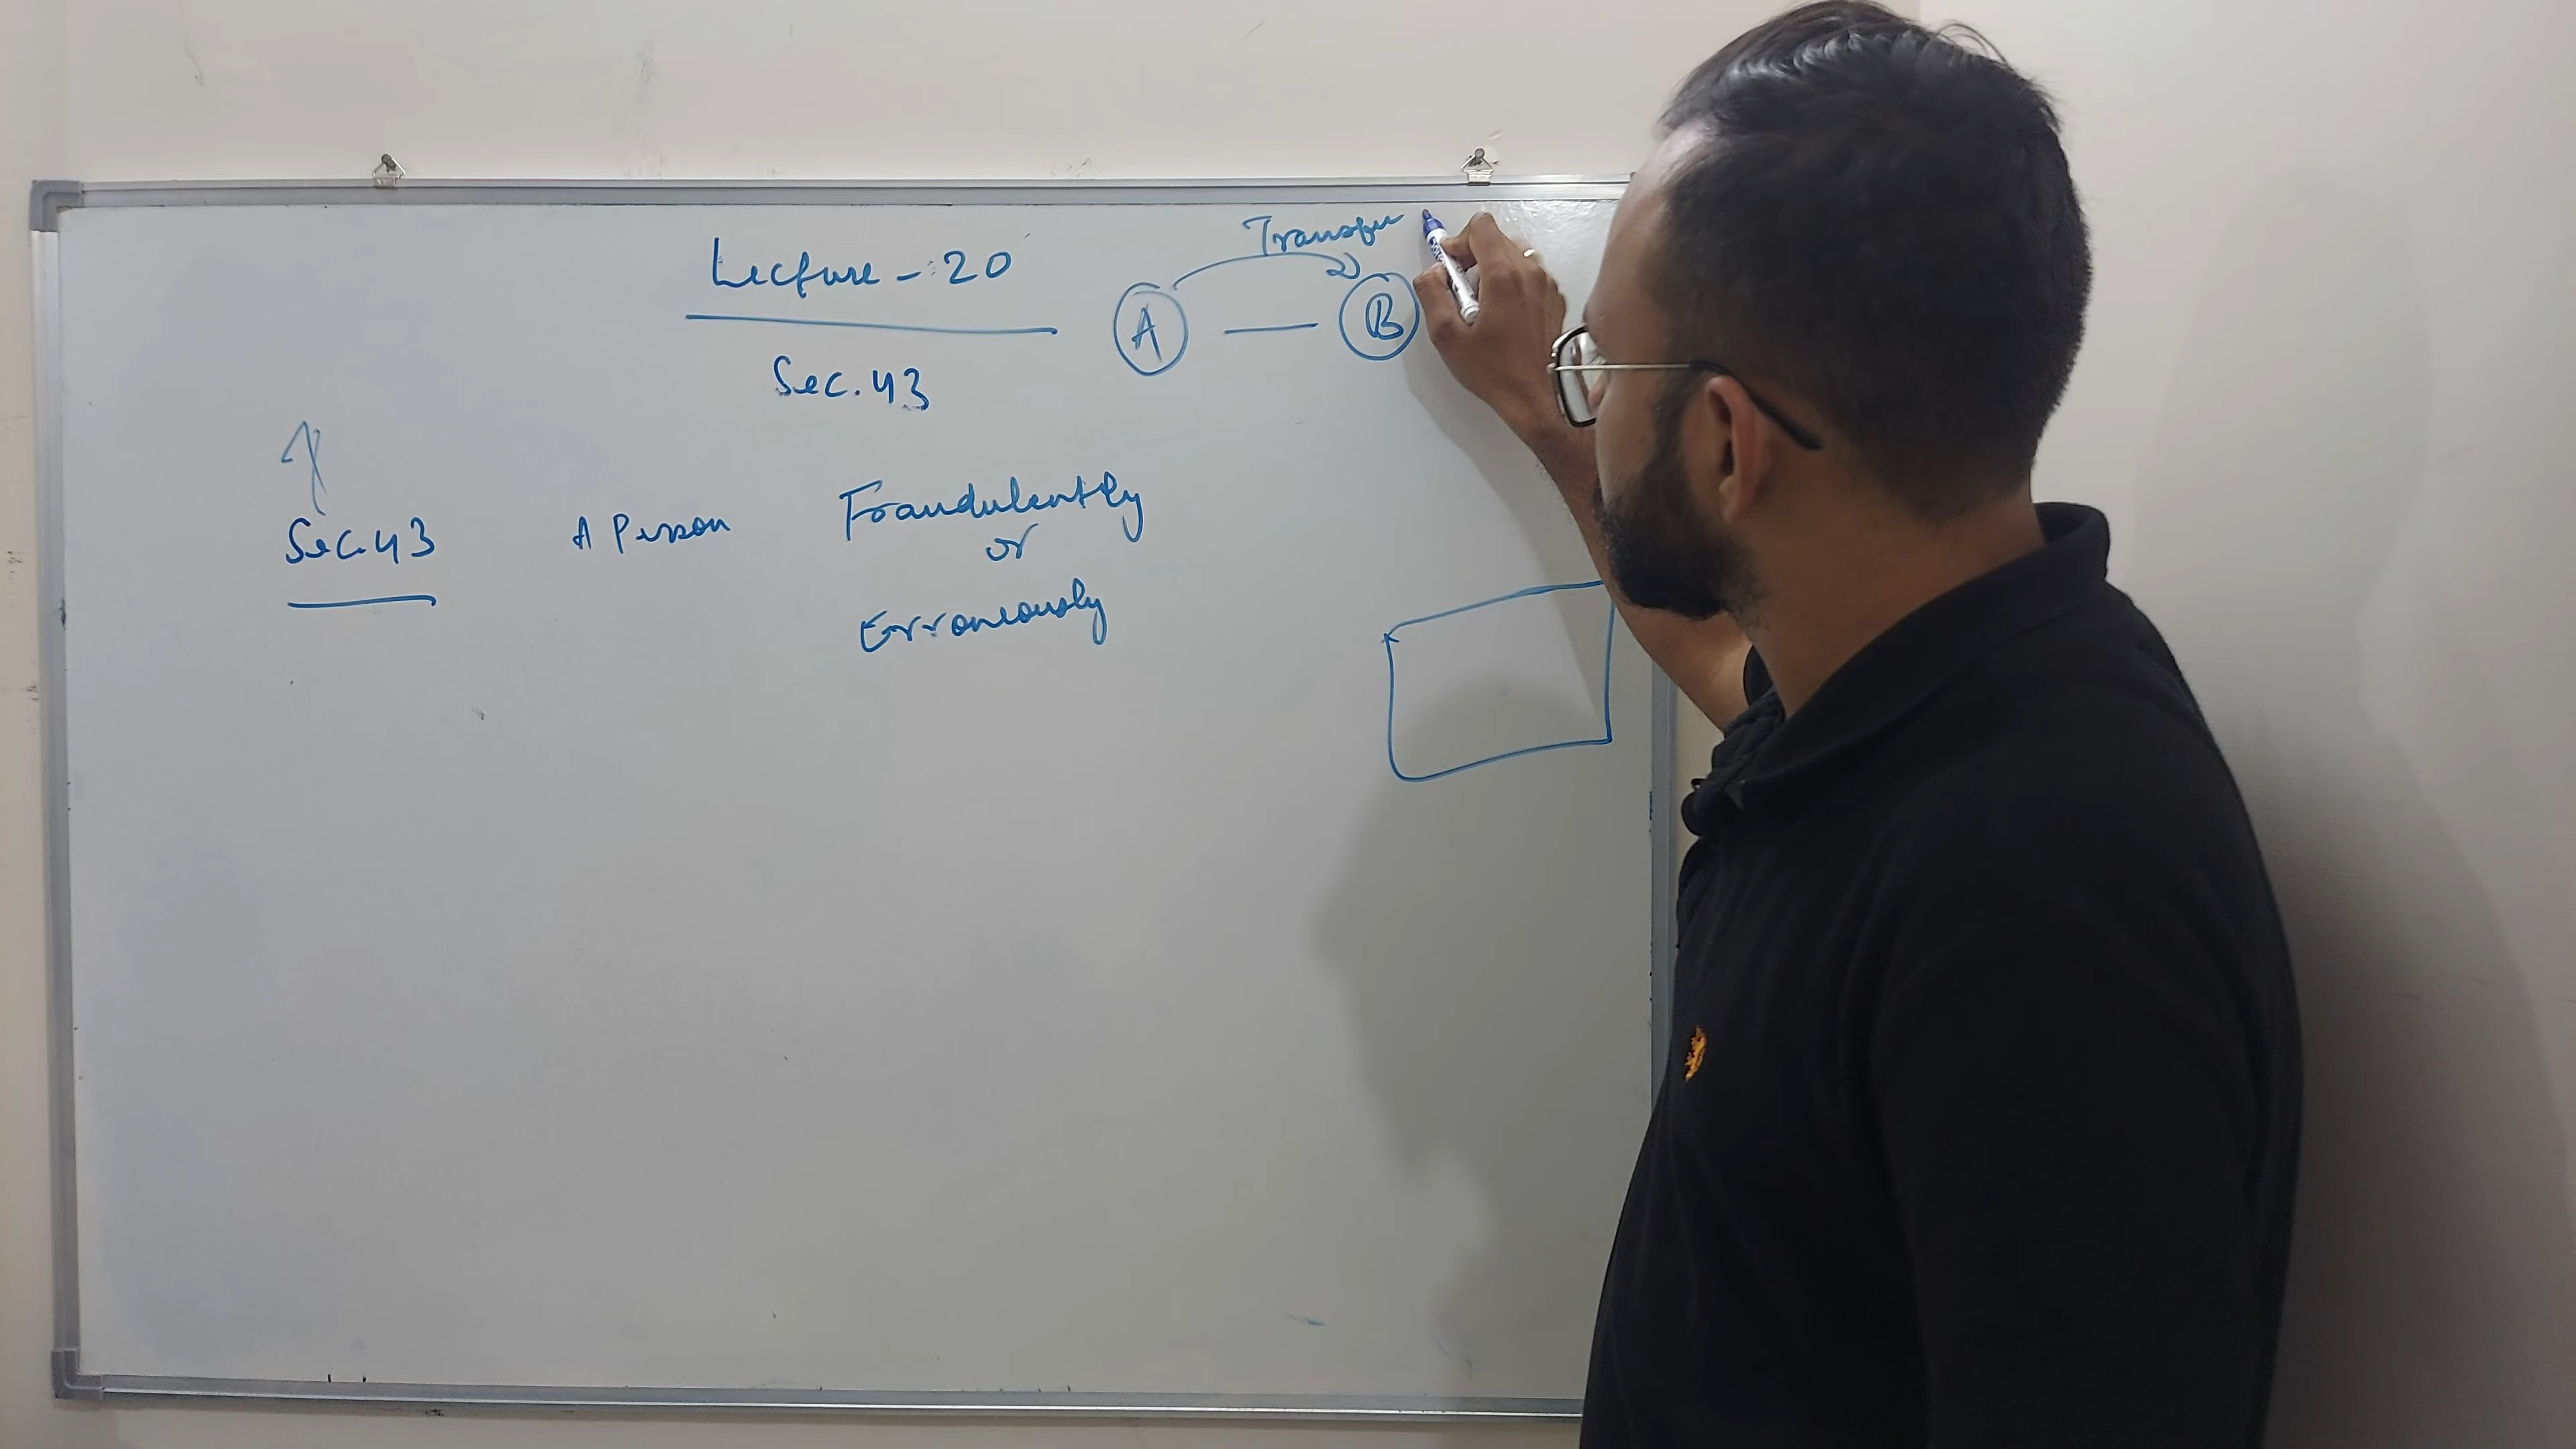 Lecture - 20
Sec. 43
Transfer
A — B
Sec. 43
A Person
Fraudulently
or
Erroneously